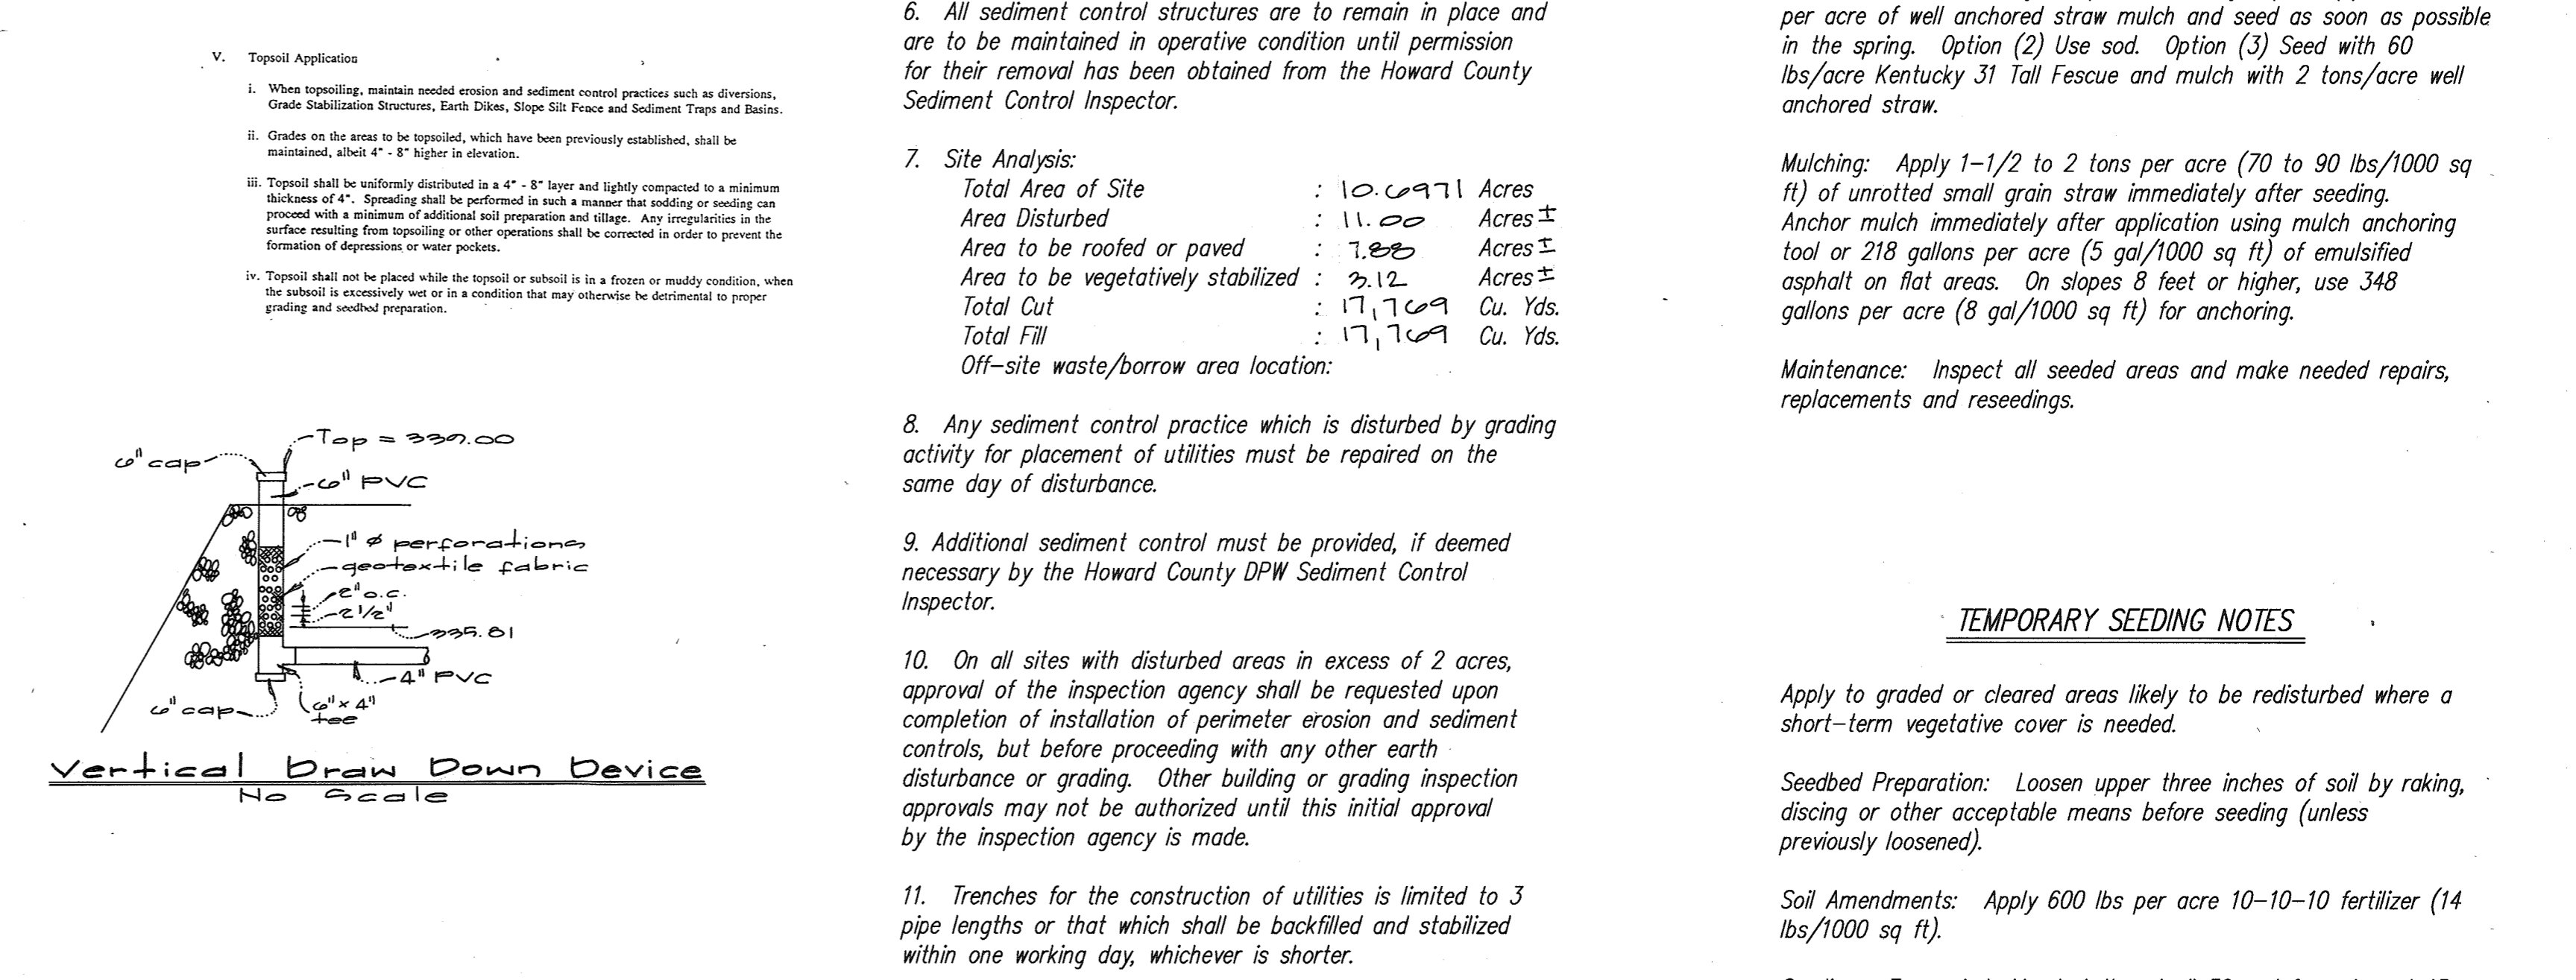 V. Topsoil Application
i. When topsoiling, maintain needed erosion and sediment control practices such as diversions,
Grade Stabilization Structures, Earth Dikes, Slope Silt Fence and Sediment Traps and Basins.
ii. Grades on the areas to be topsoiled, which have been previously established, shall be
maintained, albeit 4" - 8" higher in elevation.
iii. Topsoil shall be uniformly distributed in a 4" - 8" layer and lightly compacted to a minimum
thickness of 4". Spreading shall be performed in such a manner that sodding or seeding can
proceed with a minimum of additional soil preparation and tillage. Any irregularities in the
surface resulting from topsoiling or other operations shall be corrected in order to prevent the
formation of depressions or water pockets.
iv. Topsoil shall not be placed while the topsoil or subsoil is in a frozen or muddy condition, when
the subsoil is excessively wet or in a condition that may otherwise be detrimental to proper
grading and seedbed preparation.
Top =
6" cap
6" PVC
1" ø perforations
geotextile fabric
2" o.c.
2 1/2"
335.81
4" PVC
6" cap
6" x 4"
tee
Vertical Draw Down Device
No Scale
6. All sediment control structures are to remain in place and
are to be maintained in operative condition until permission
for their removal has been obtained from the Howard County
Sediment Control Inspector.
7. Site Analysis:
Total Area of Site : 10.6971 Acres
Area Disturbed : 11.00 Acres ±
Area to be roofed or paved : 7.88 Acres ±
Area to be vegetatively stabilized : 3.12 Acres ±
Total Cut : 17,769 Cu. Yds.
Total Fill : 17,769 Cu. Yds.
Off-site waste/borrow area location:
8. Any sediment control practice which is disturbed by grading
activity for placement of utilities must be repaired on the
same day of disturbance.
9. Additional sediment control must be provided, if deemed
necessary by the Howard County DPW Sediment Control
Inspector.
10. On all sites with disturbed areas in excess of 2 acres,
approval of the inspection agency shall be requested upon
completion of installation of perimeter erosion and sediment
controls, but before proceeding with any other earth
disturbance or grading. Other building or grading inspection
approvals may not be authorized until this initial approval
by the inspection agency is made.
11. Trenches for the construction of utilities is limited to 3
pipe lengths or that which shall be backfilled and stabilized
within one working day, whichever is shorter.
per acre of well anchored straw mulch and seed as soon as possible
in the spring. Option (2) Use sod. Option (3) Seed with 60
lbs/acre Kentucky 31 Tall Fescue and mulch with 2 tons/acre well
anchored straw.
Mulching: Apply 1-1/2 to 2 tons per acre (70 to 90 lbs/1000 sq
ft) of unrotted small grain straw immediately after seeding.
Anchor mulch immediately after application using mulch anchoring
tool or 218 gallons per acre (5 gal/1000 sq ft) of emulsified
asphalt on flat areas. On slopes 8 feet or higher, use 348
gallons per acre (8 gal/1000 sq ft) for anchoring.
Maintenance: Inspect all seeded areas and make needed repairs,
replacements and reseedings.
TEMPORARY SEEDING NOTES
Apply to graded or cleared areas likely to be redisturbed where a
short-term vegetative cover is needed.
Seedbed Preparation: Loosen upper three inches of soil by raking,
discing or other acceptable means before seeding (unless
previously loosened).
Soil Amendments: Apply 600 lbs per acre 10-10-10 fertilizer (14
lbs/1000 sq ft).